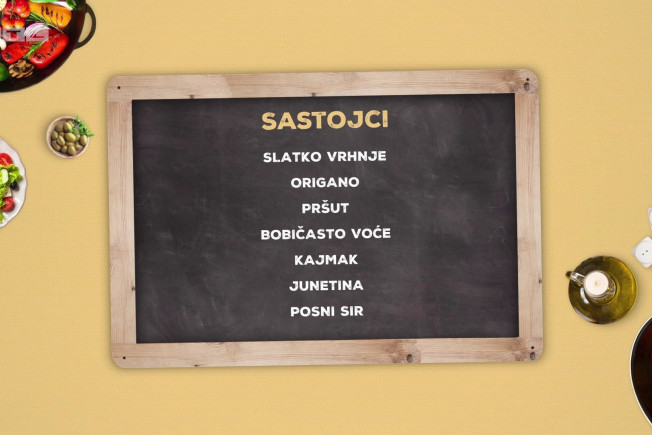 SASTOJCI
SLATKO VRHNJE
ORIGANO
PRŠUT
BOBIČASTO VOĆE
KAJMAK
JUNETINA
POSNI SIR